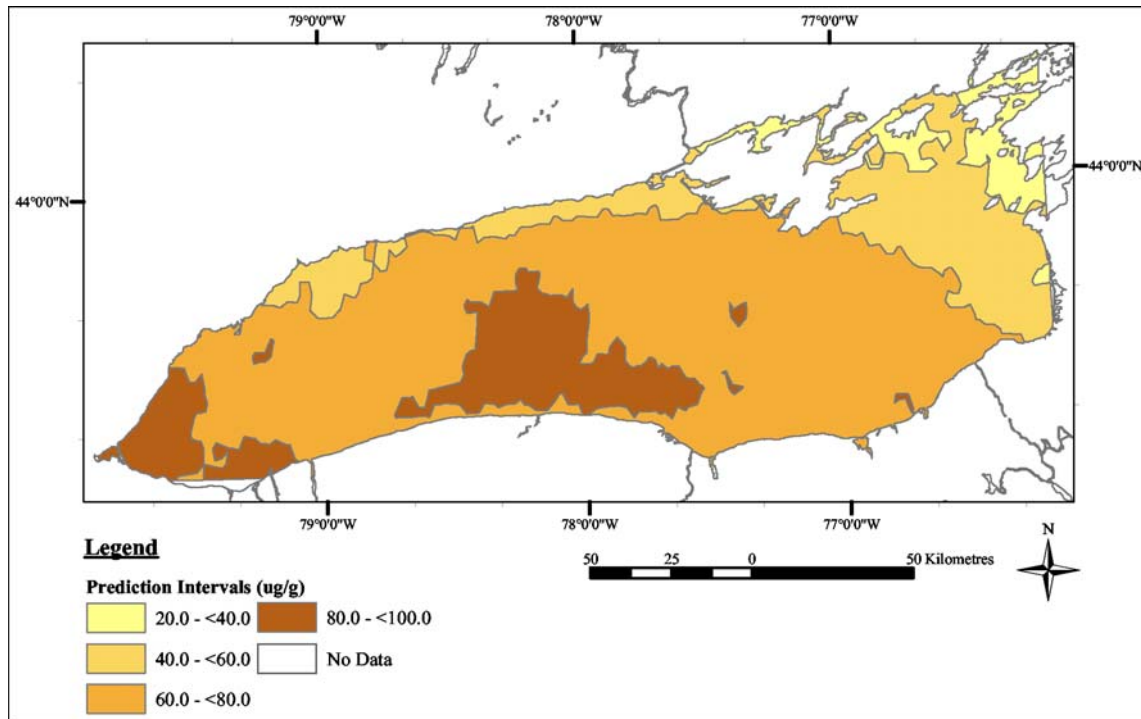 79°0'0"W 78°0'0"W 77°0'0"W
44°0'0"N
44°0'0"N
79°0'0"W 78°0'0"W 77°0'0"W
Legend
Prediction Intervals (ug/g)
20.0 - <40.0
40.0 - <60.0
60.0 - <80.0
80.0 - <100.0
No Data
50 25 0 50 Kilometres
N